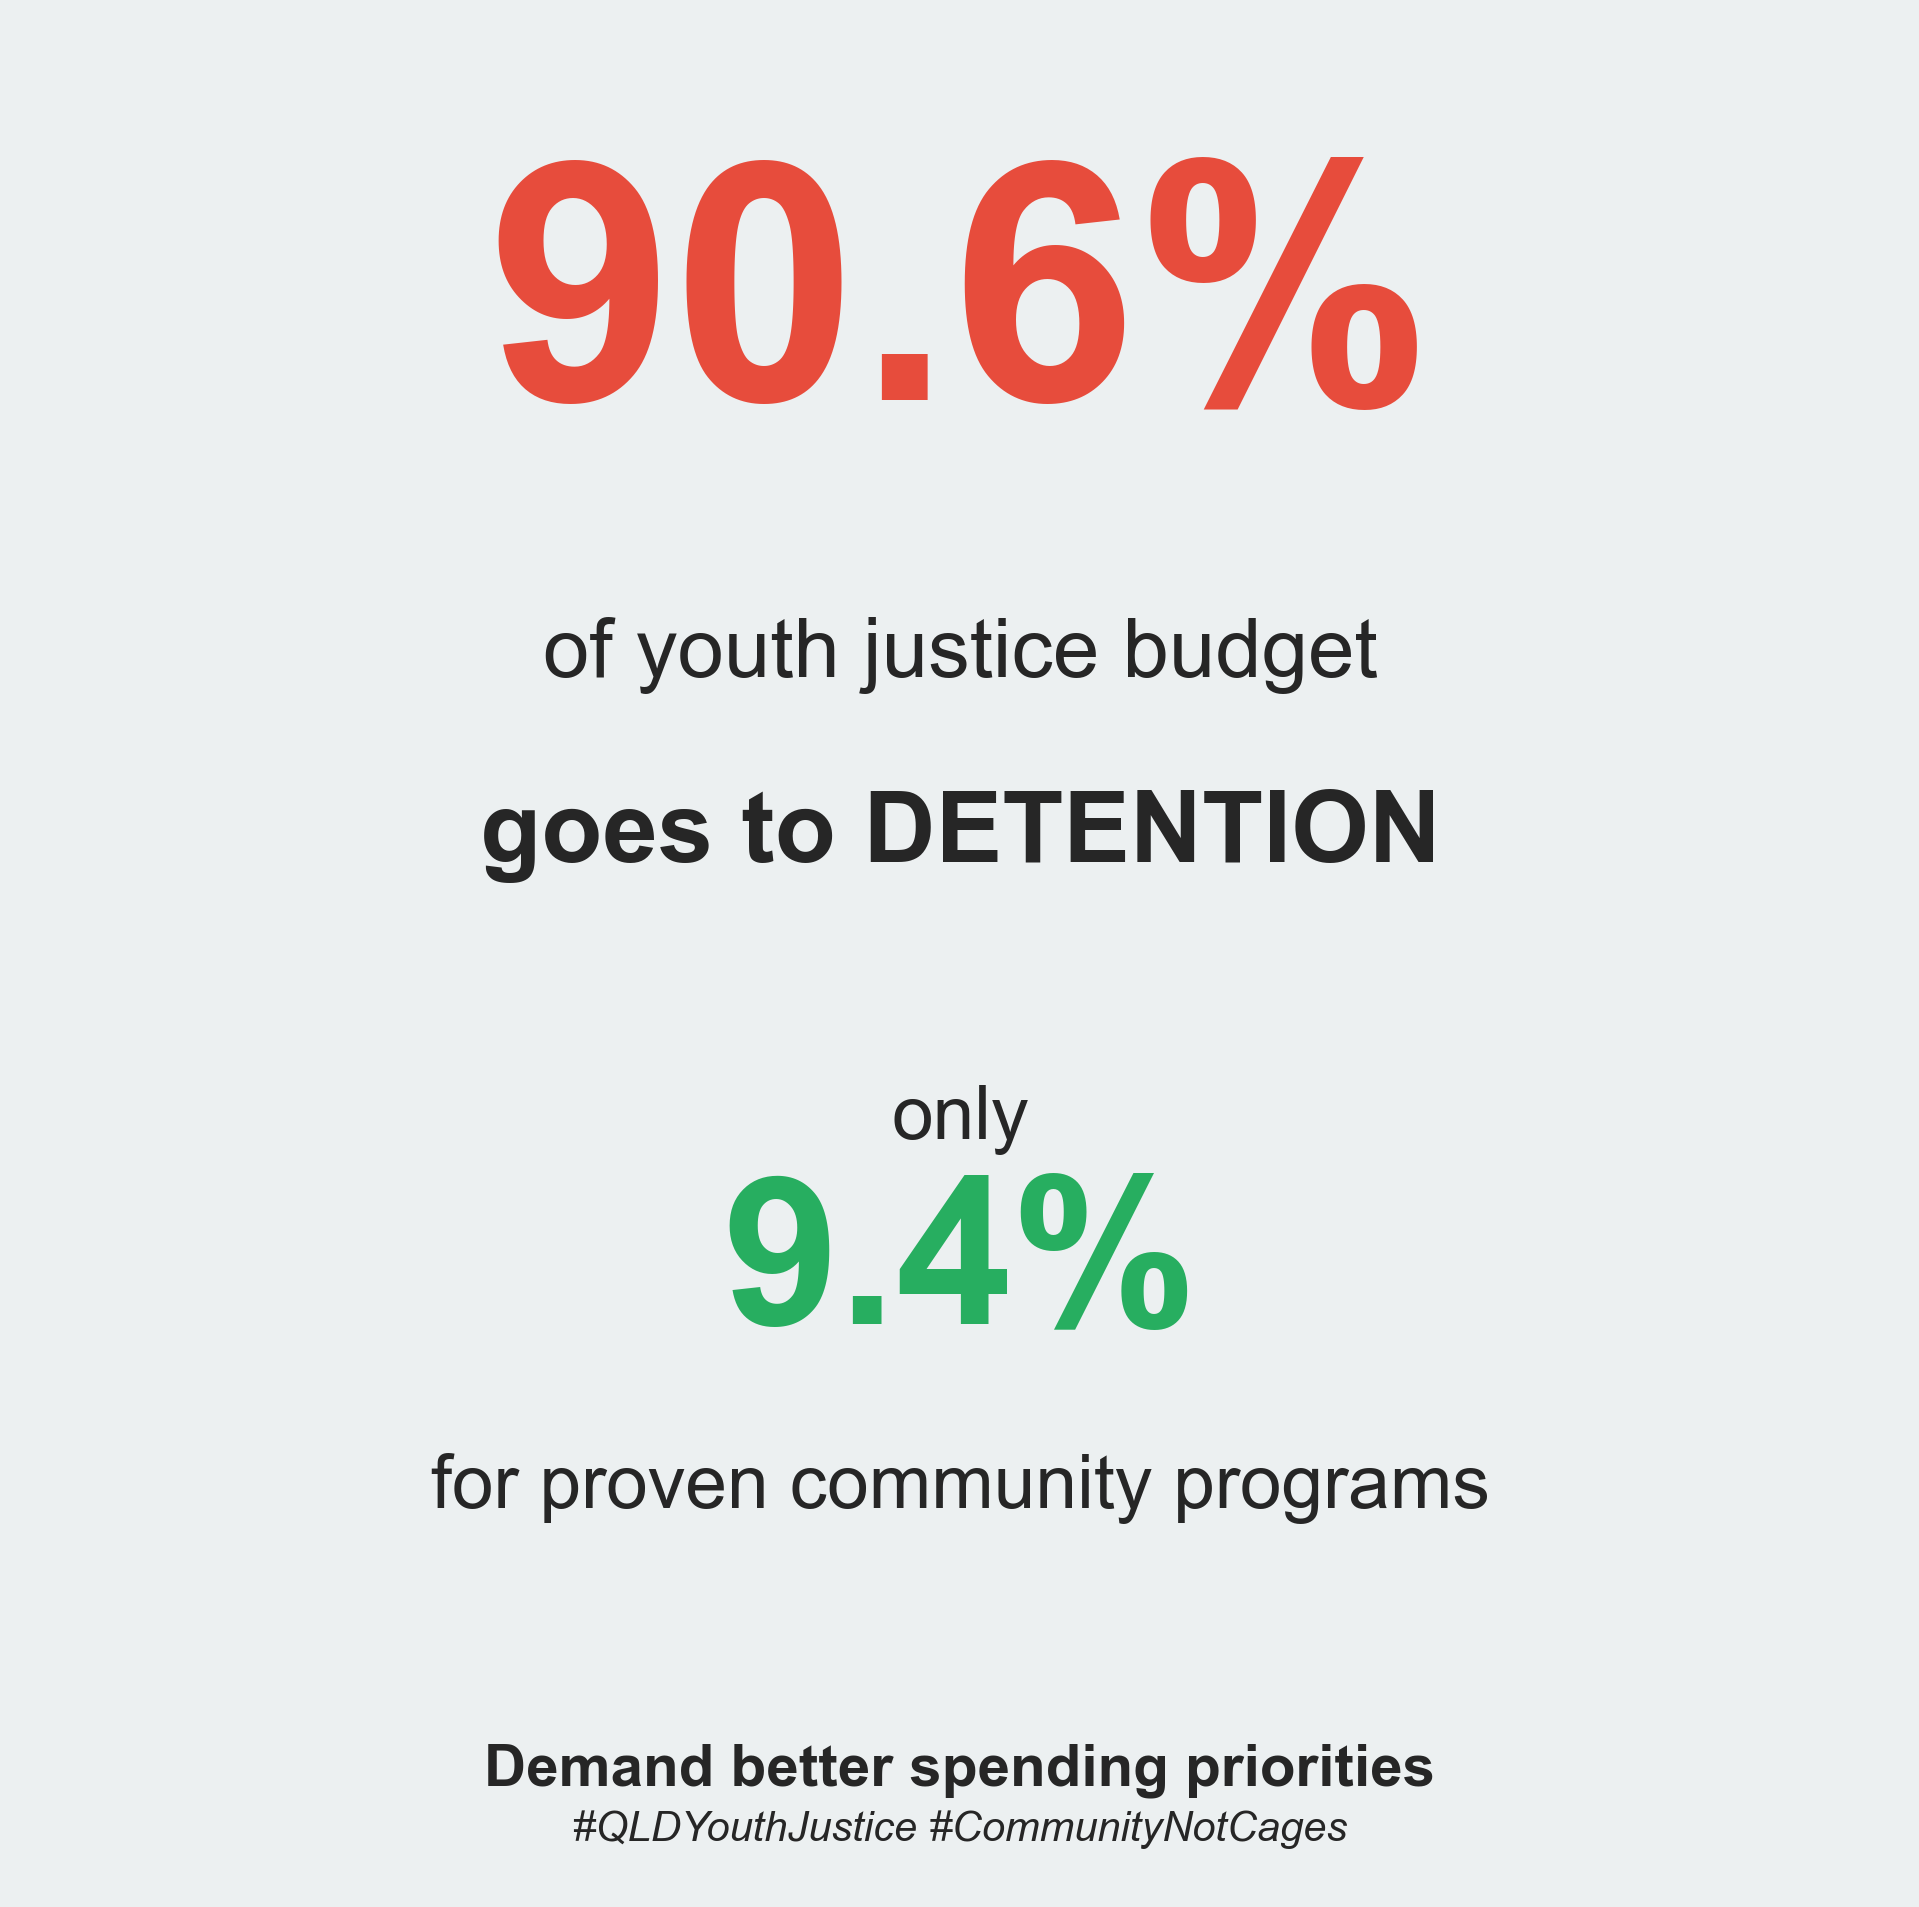 90.6%
of youth justice budget
goes to DETENTION
only
9.4%
for proven community programs
Demand better spending priorities
#QLDYouthJustice #CommunityNotCages